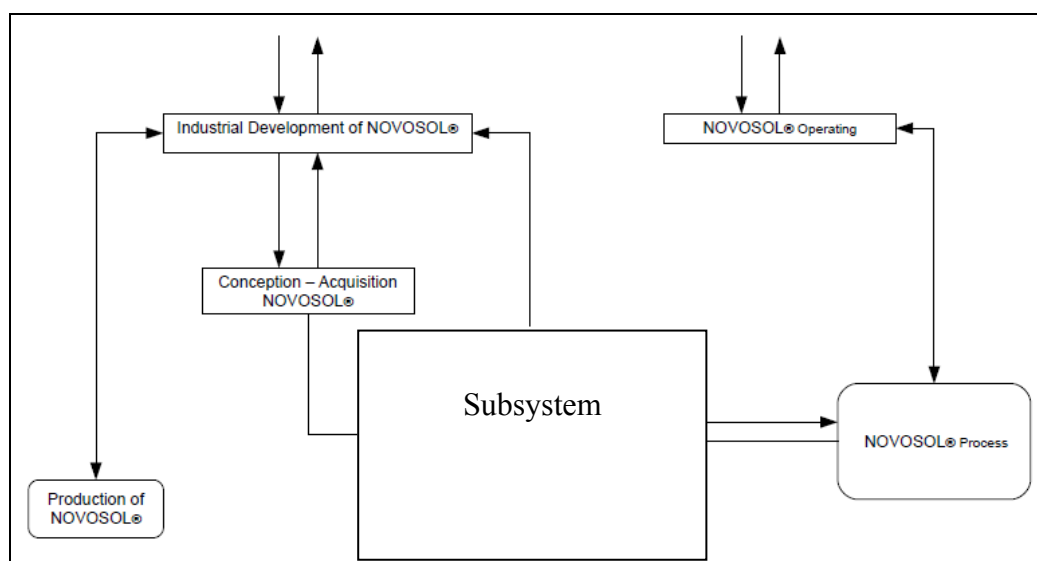 Industrial Development of NOVOSOL®
NOVOSOL® Operating
Conception – Acquisition
NOVOSOL®
Subsystem
NOVOSOL® Process
Production of
NOVOSOL®